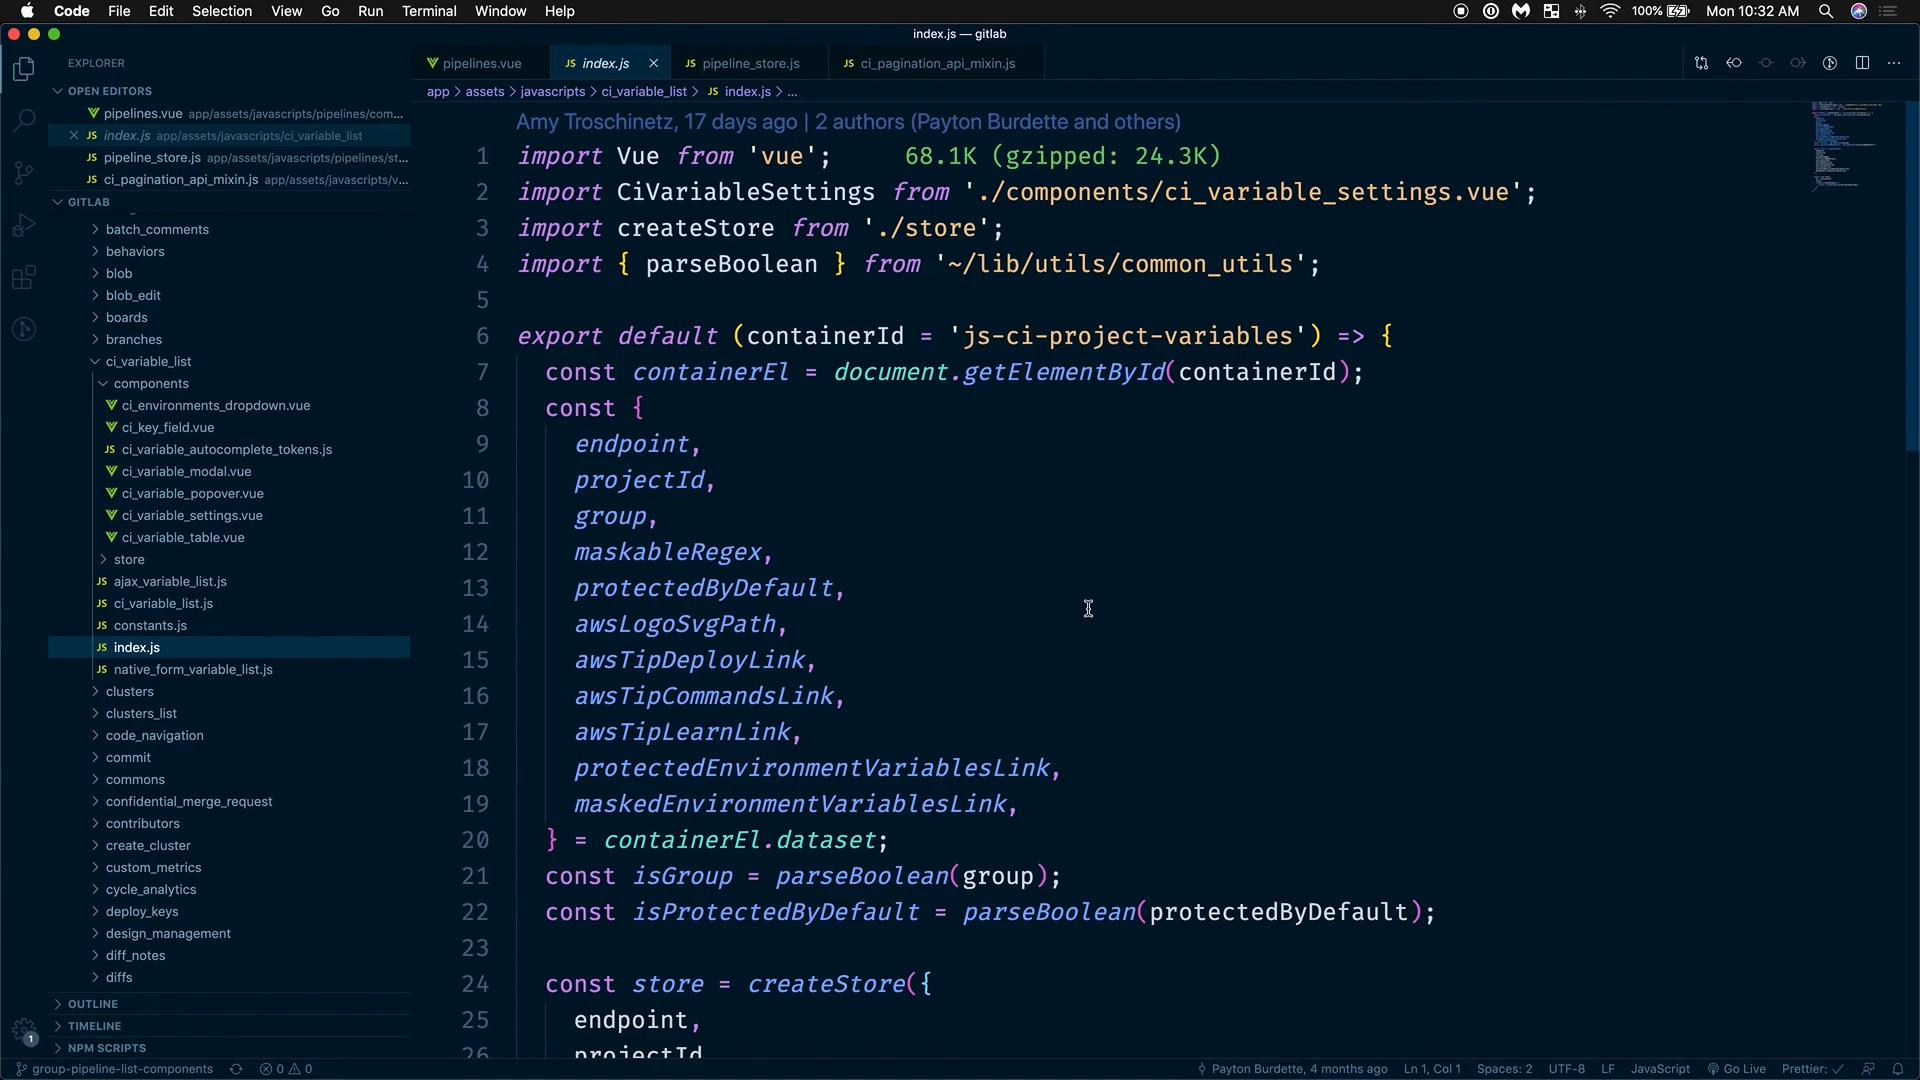 Code File Edit Selection View Go Run Terminal Window Help 100% Mon 10:32 AM
index.js — gitlab
EXPLORER
pipelines.vue
JS index.js
JS pipeline_store.js
JS ci_pagination_api_mixin.js
OPEN EDITORS
app > assets > javascripts > ci_variable_list > JS index.js > ...
pipelines.vue app/assets/javascripts/pipelines/com...
JS index.js app/assets/javascripts/ci_variable_list
JS pipeline_store.js app/assets/javascripts/pipelines/st...
JS ci_pagination_api_mixin.js app/assets/javascripts/v...
GITLAB
batch_comments
behaviors
blob
blob_edit
boards
branches
ci_variable_list
components
ci_environments_dropdown.vue
ci_key_field.vue
JS ci_variable_autocomplete_tokens.js
ci_variable_modal.vue
ci_variable_popover.vue
ci_variable_settings.vue
ci_variable_table.vue
store
JS ajax_variable_list.js
JS ci_variable_list.js
JS constants.js
JS index.js
JS native_form_variable_list.js
clusters
clusters_list
code_navigation
commit
commons
confidential_merge_request
contributors
create_cluster
custom_metrics
cycle_analytics
deploy_keys
design_management
diff_notes
diffs
OUTLINE
TIMELINE
NPM SCRIPTS
1
Amy Troschinetz, 17 days ago | 2 authors (Payton Burdette and others)
1 import Vue from 'vue'; 68.1K (gzipped: 24.3K)
2 import CiVariableSettings from './components/ci_variable_settings.vue';
3 import createStore from './store';
4 import { parseBoolean } from '~/lib/utils/common_utils';
5
6 export default (containerId = 'js-ci-project-variables') => {
7 const containerEl = document.getElementById(containerId);
8 const {
9 endpoint,
10 projectId,
11 group,
12 maskableRegex,
13 protectedByDefault,
14 awsLogoSvgPath,
15 awsTipDeployLink,
16 awsTipCommandsLink,
17 awsTipLearnLink,
18 protectedEnvironmentVariablesLink,
19 maskedEnvironmentVariablesLink,
20 } = containerEl.dataset;
21 const isGroup = parseBoolean(group);
22 const isProtectedByDefault = parseBoolean(protectedByDefault);
23
24 const store = createStore({
25 endpoint,
26 projectId
group-pipeline-list-components 0 0 Payton Burdette, 4 months ago Ln 1, Col 1 Spaces: 2 UTF-8 LF JavaScript Go Live Prettier: ✓